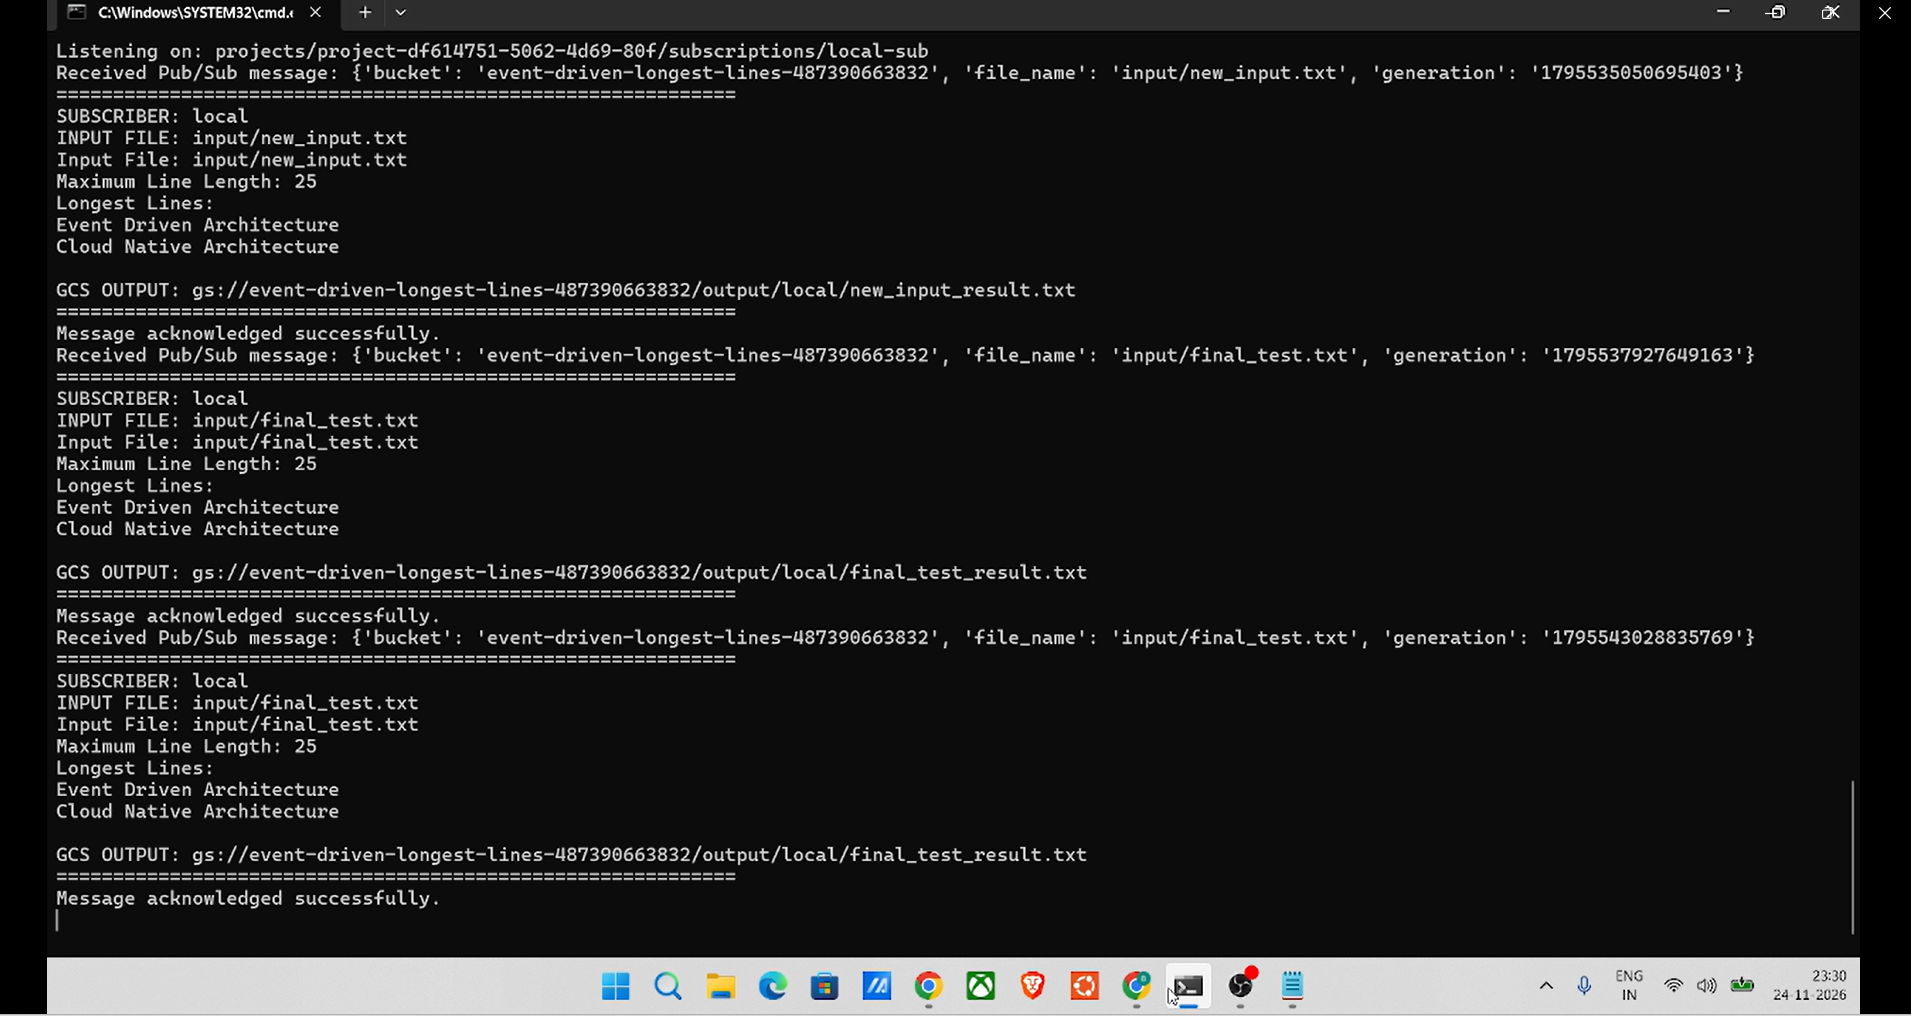 C:\Windows\SYSTEM32\cmd.e
Listening on: projects/project-df614751-5062-4d69-80f/subscriptions/local-sub
Received Pub/Sub message: {'bucket': 'event-driven-longest-lines-487390663832', 'file_name': 'input/new_input.txt', 'generation': '1795535050695403'}
============================================================
SUBSCRIBER: local
INPUT FILE: input/new_input.txt
Input File: input/new_input.txt
Maximum Line Length: 25
Longest Lines:
Event Driven Architecture
Cloud Native Architecture
GCS OUTPUT: gs://event-driven-longest-lines-487390663832/output/local/new_input_result.txt
============================================================
Message acknowledged successfully.
Received Pub/Sub message: {'bucket': 'event-driven-longest-lines-487390663832', 'file_name': 'input/final_test.txt', 'generation': '1795537927649163'}
============================================================
SUBSCRIBER: local
INPUT FILE: input/final_test.txt
Input File: input/final_test.txt
Maximum Line Length: 25
Longest Lines:
Event Driven Architecture
Cloud Native Architecture
GCS OUTPUT: gs://event-driven-longest-lines-487390663832/output/local/final_test_result.txt
============================================================
Message acknowledged successfully.
Received Pub/Sub message: {'bucket': 'event-driven-longest-lines-487390663832', 'file_name': 'input/final_test.txt', 'generation': '1795543028835769'}
============================================================
SUBSCRIBER: local
INPUT FILE: input/final_test.txt
Input File: input/final_test.txt
Maximum Line Length: 25
Longest Lines:
Event Driven Architecture
Cloud Native Architecture
GCS OUTPUT: gs://event-driven-longest-lines-487390663832/output/local/final_test_result.txt
============================================================
Message acknowledged successfully.
ENG
IN
23:30
24-11-2026